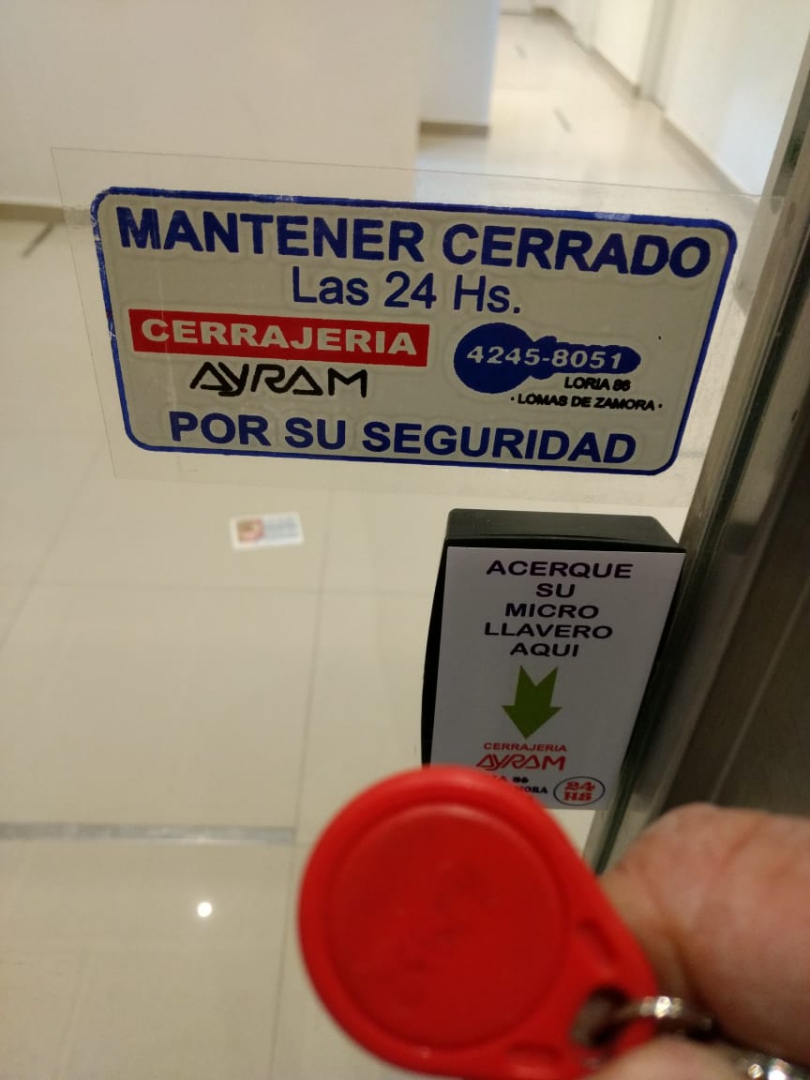 MANTENER CERRADO
Las 24 Hs.
CERRAJERIA
AYRAM
4245-8051
LORIA 86
· LOMAS DE ZAMORA ·
POR SU SEGURIDAD
ACERQUE
SU
MICRO
LLAVERO
AQUI
CERRAJERIA
AYRAM
86
24
HS